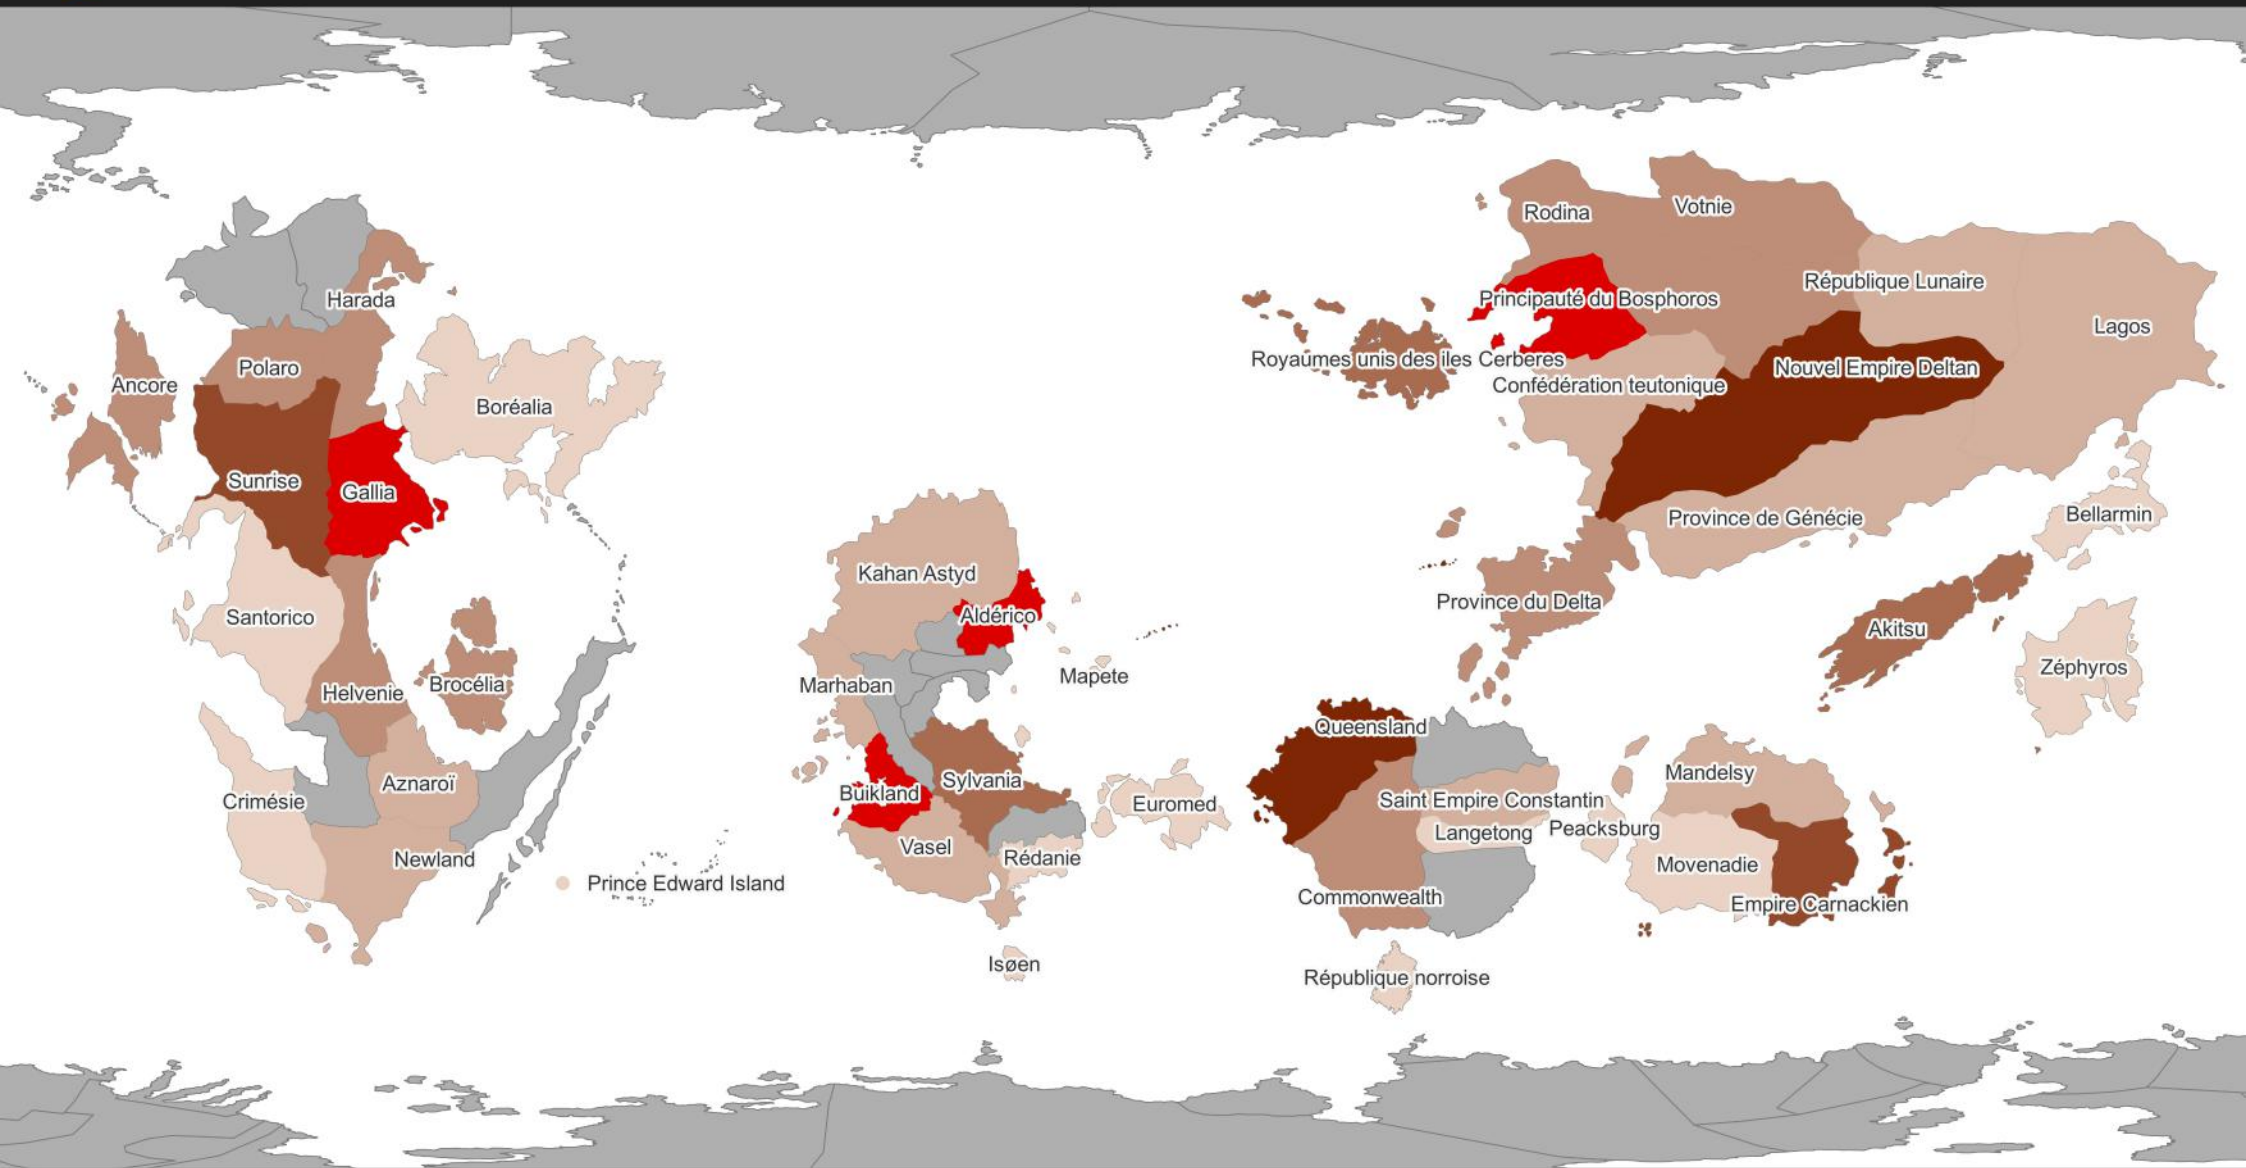 Rodina
Votnie
République Lunaire
Harada
Principauté du Bosphoros
Lagos
Royaumes unis des iles Cerberes
Polaro
Nouvel Empire Deltan
Ancore
Confédération teutonique
Boréalia
Sunrise
Gallia
Bellarmin
Province de Génécie
Kahan Astyd
Province du Delta
Aldérico
Santorico
Akitsu
Zéphyros
Mapete
Marhaban
Brocélia
Helvenie
Queensland
Mandelsy
Sylvania
Aznaroï
Buikland
Saint Empire Constantin
Crimésie
Euromed
Peacksburg
Langetong
Vasel
Rédanie
Newland
Movenadie
Prince Edward Island
Commonwealth
Empire Carnackien
Isøen
République norroise